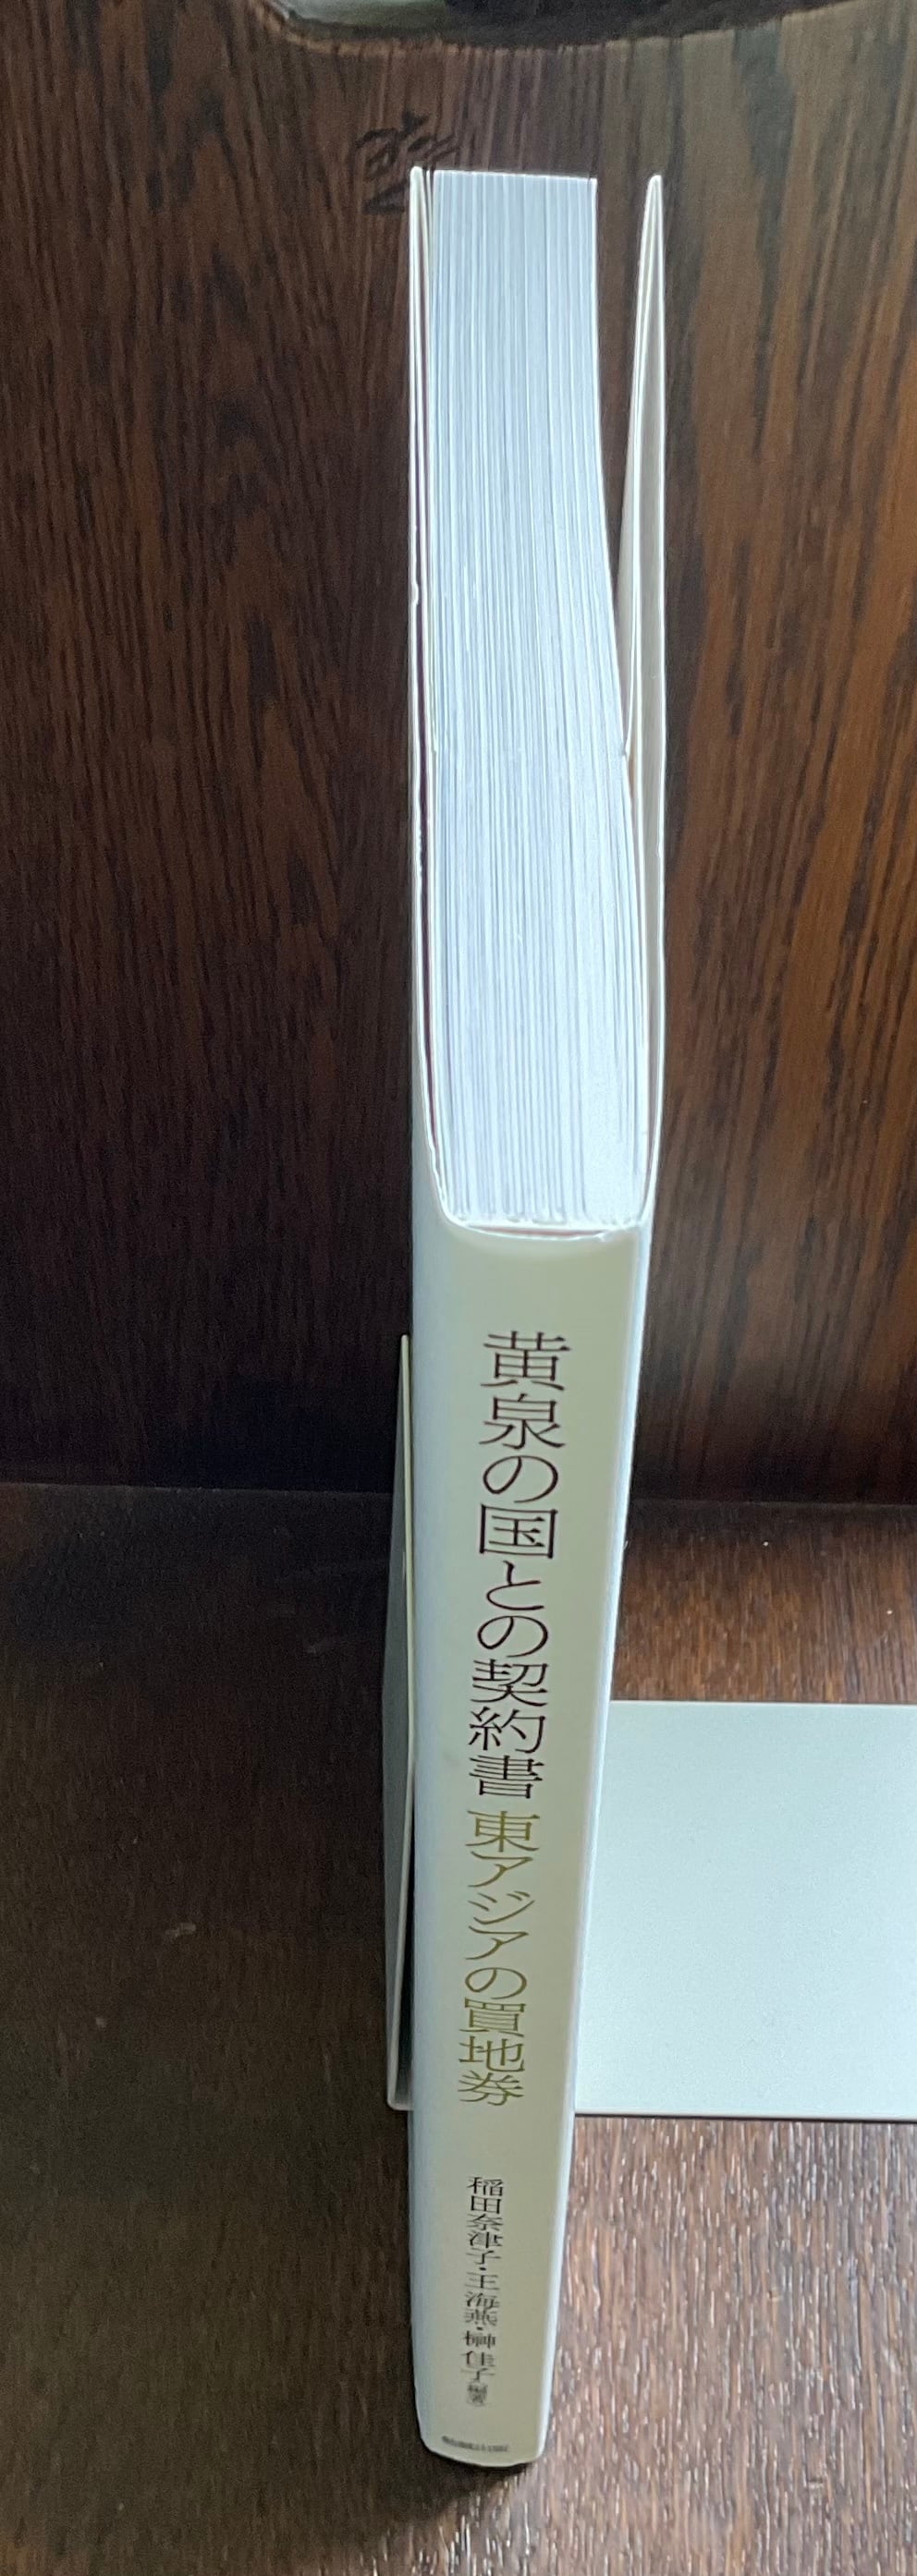 黄泉の国との契約書
東アジアの買地券
稲田奈津子・王海燕・榊佳子